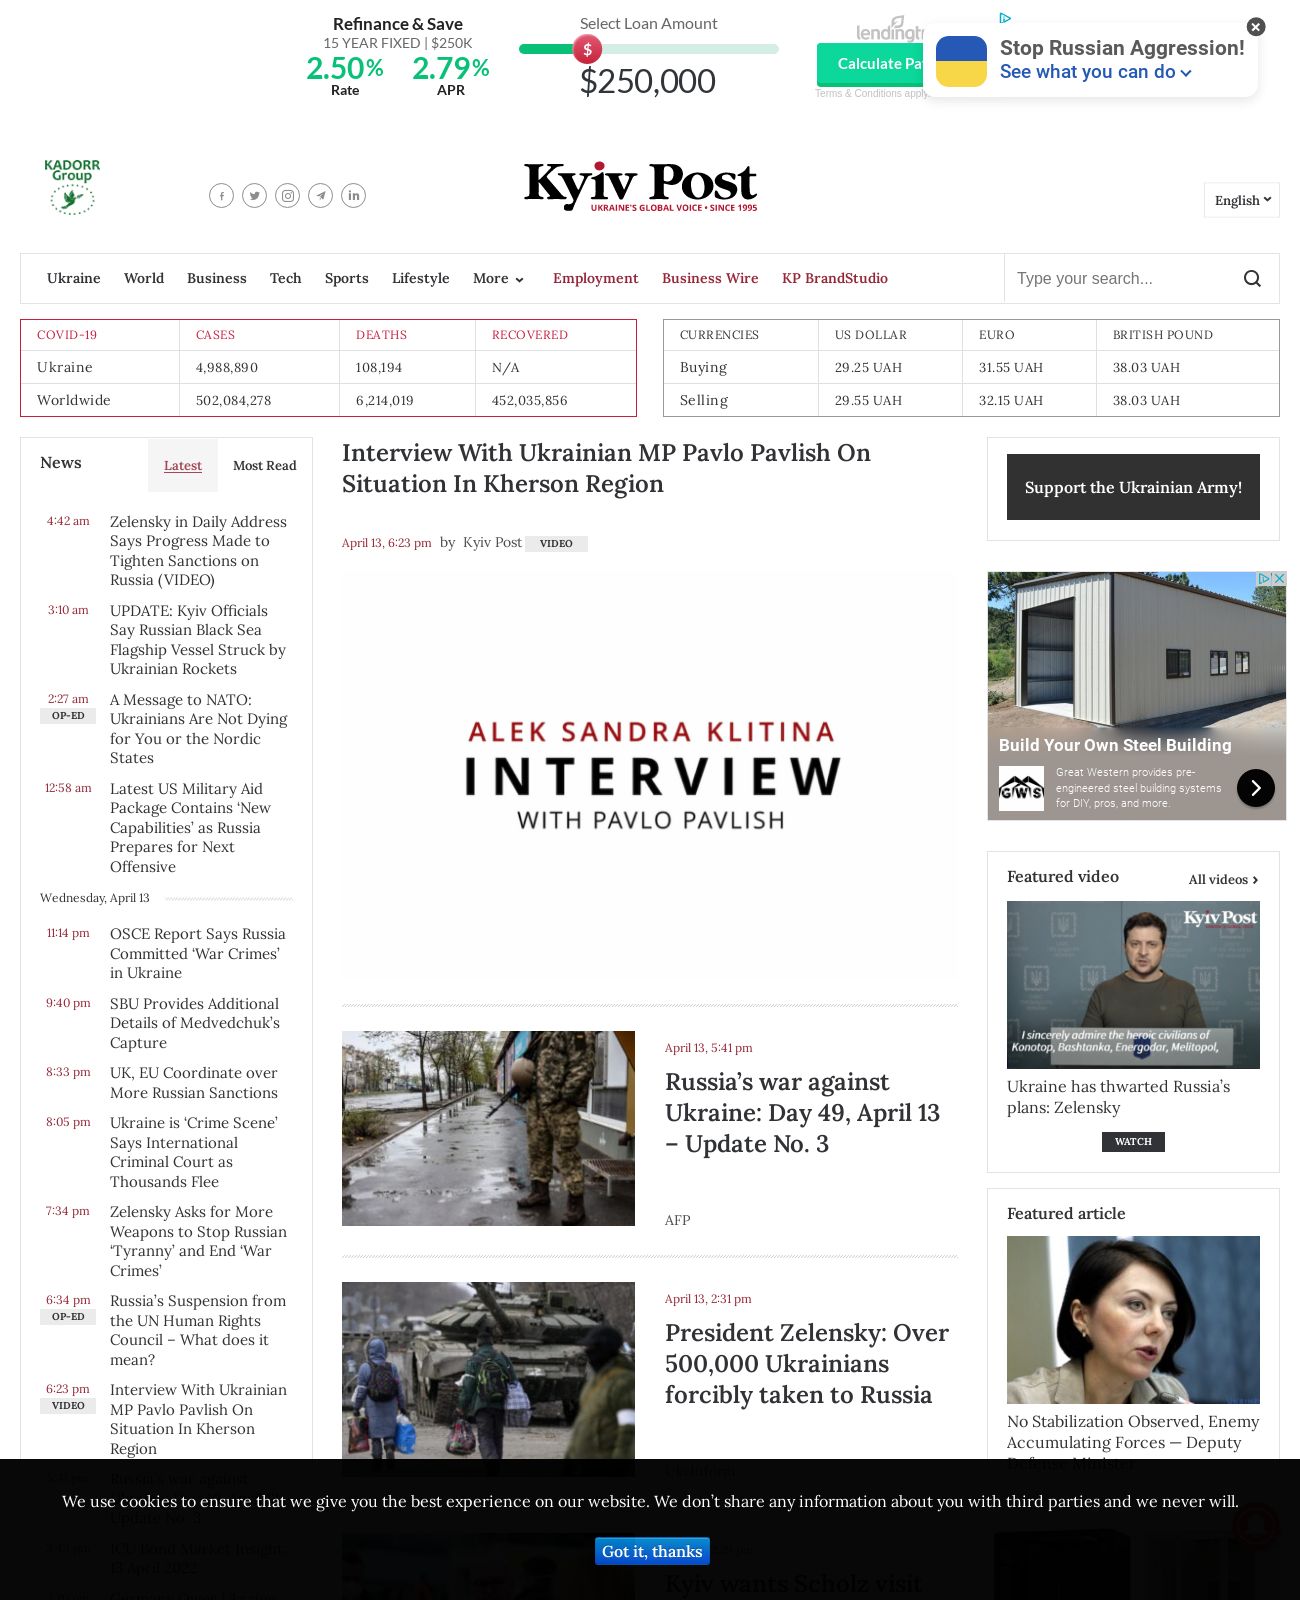 Refinance & Save
15 YEAR FIXED | $250K
2.50% 2.79%
Rate APR
Select Loan Amount
$
$250,000
lendingtr
Calculate Pa
Terms & Conditions apply.
Stop Russian Aggression!
See what you can do
KADORR
Group
Kyiv Post
UKRAINE'S GLOBAL VOICE • SINCE 1995
English
Ukraine World Business Tech Sports Lifestyle More Employment Business Wire KP BrandStudio
Type your search...
COVID-19 CASES DEATHS RECOVERED
Ukraine 4,988,890 108,194 N/A
Worldwide 502,084,278 6,214,019 452,035,856
CURRENCIES US DOLLAR EURO BRITISH POUND
Buying 29.25 UAH 31.55 UAH 38.03 UAH
Selling 29.55 UAH 32.15 UAH 38.03 UAH
News Latest Most Read
4:42 am Zelensky in Daily Address
Says Progress Made to
Tighten Sanctions on
Russia (VIDEO)
3:10 am UPDATE: Kyiv Officials
Say Russian Black Sea
Flagship Vessel Struck by
Ukrainian Rockets
2:27 am A Message to NATO:
OP-ED Ukrainians Are Not Dying
for You or the Nordic
States
12:58 am Latest US Military Aid
Package Contains ‘New
Capabilities’ as Russia
Prepares for Next
Offensive
Wednesday, April 13
11:14 pm OSCE Report Says Russia
Committed ‘War Crimes’
in Ukraine
9:40 pm SBU Provides Additional
Details of Medvedchuk’s
Capture
8:33 pm UK, EU Coordinate over
More Russian Sanctions
8:05 pm Ukraine is ‘Crime Scene’
Says International
Criminal Court as
Thousands Flee
7:34 pm Zelensky Asks for More
Weapons to Stop Russian
‘Tyranny’ and End ‘War
Crimes’
6:34 pm Russia’s Suspension from
OP-ED the UN Human Rights
Council – What does it
mean?
6:23 pm Interview With Ukrainian
VIDEO MP Pavlo Pavlish On
Situation In Kherson
Region
Interview With Ukrainian MP Pavlo Pavlish On
Situation In Kherson Region
April 13, 6:23 pm by Kyiv Post VIDEO
ALEK SANDRA KLITINA
INTERVIEW
WITH PAVLO PAVLISH
April 13, 5:41 pm
Russia’s war against
Ukraine: Day 49, April 13
– Update No. 3
AFP
April 13, 2:31 pm
President Zelensky: Over
500,000 Ukrainians
forcibly taken to Russia
Kyiv wants Scholz visit
Support the Ukrainian Army!
Build Your Own Steel Building
GWS
Great Western provides pre-
engineered steel building systems
for DIY, pros, and more.
Featured video All videos
Kyiv Post
I sincerely admire the heroic civilians of
Konotop, Bashtanka, Energodar, Melitopol,
Ukraine has thwarted Russia’s
plans: Zelensky
WATCH
Featured article
No Stabilization Observed, Enemy
Accumulating Forces — Deputy
Defense Minister
We use cookies to ensure that we give you the best experience on our website. We don’t share any information about you with third parties and we never will.
Got it, thanks